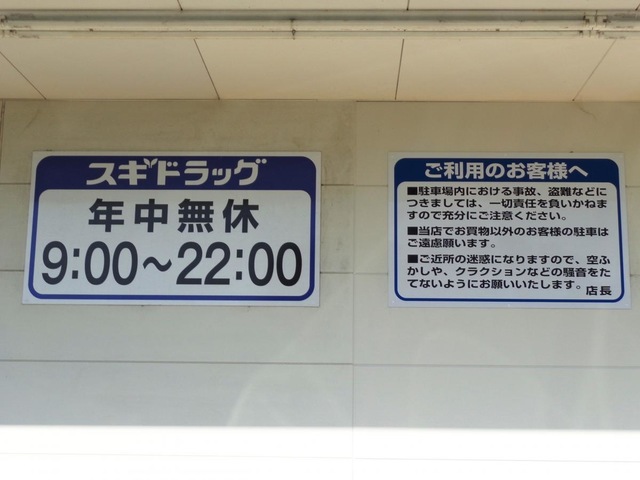 スギドラッグ
年中無休
9:00～22:00
ご利用のお客様へ
■駐車場内における事故、盗難などに
つきましては、一切責任を負いかねま
すので充分にご注意ください。
■当店でお買物以外のお客様の駐車は
ご遠慮願います。
■ご近所の迷惑になりますので、空ふ
かしや、クラクションなどの騒音をた
てないようにお願いいたします。
店長